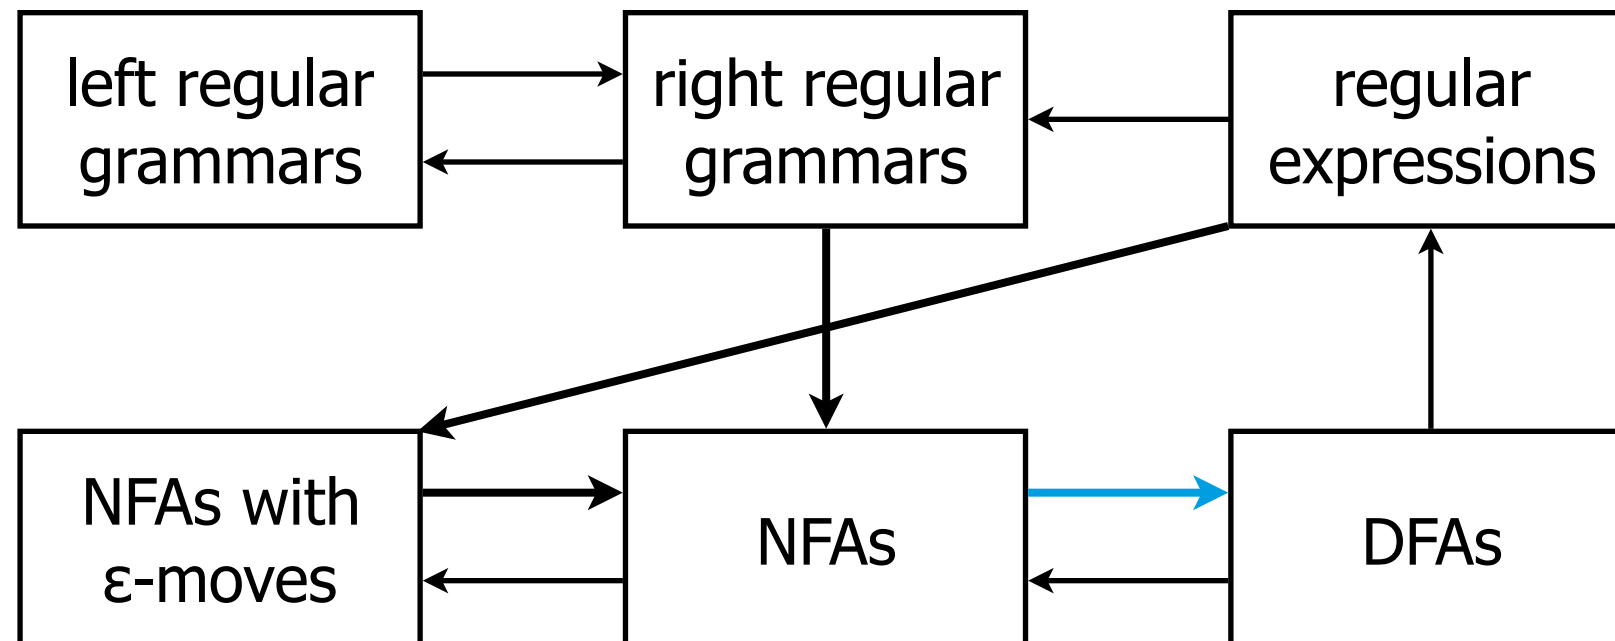 left regular
grammars
right regular
grammars
regular
expressions
NFAs with
ε-moves
NFAs
DFAs